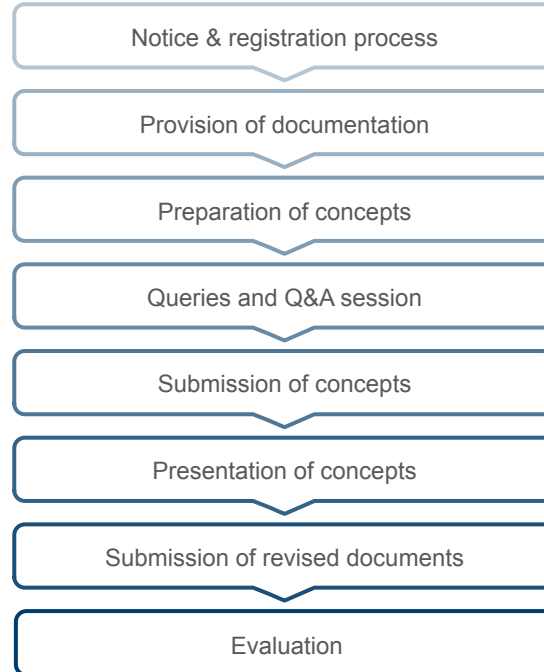 Notice & registration process
Provision of documentation
Preparation of concepts
Queries and Q&A session
Submission of concepts
Presentation of concepts
Submission of revised documents
Evaluation